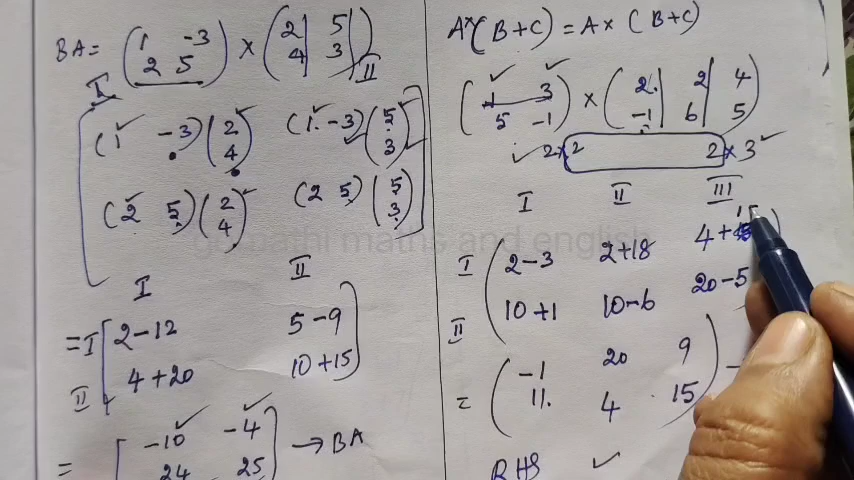 BA = ( 1 -3 ) × ( 2 | 5 | )
2 5 4 | 3 | II
I
( 1 -3 ) ( 2 ( 1 -3 ) ( 5
4 ) 3 )
( 2 5 ) ( 2 ( 2 5 ) ( 5
4 ) 3 )
I II
= I [ 2 - 12 5 - 9
II 4 + 20 10 + 15 ]
= [ -10 -4 → BA
24 25
A × ( B + C ) = A × ( B + C )
( 1 3 ) × ( 2 | 2 | 4 )
5 -1 -1 | 6 | 5
2 × 2 2 × 3
I II III
15
I ( 2 - 3 2 + 18 4 +
II 10 + 1 10 - 6 20 - 5
= ( -1 20 9 ) -
11 4 15
RHS
gomathi maths and english